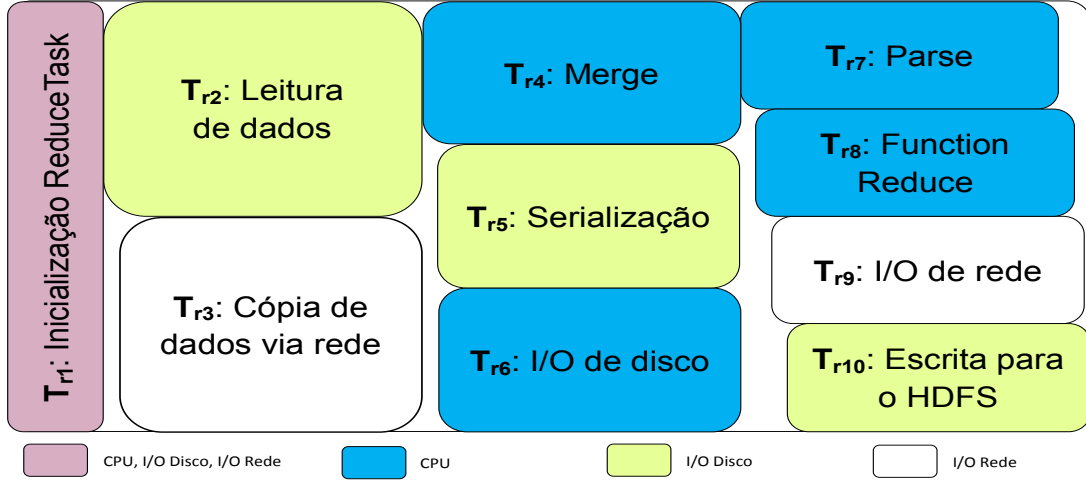 Tr1: Inicialização ReduceTask
Tr2: Leitura
de dados
Tr3: Cópia de
dados via rede
Tr4: Merge
Tr5: Serialização
Tr6: I/O de disco
Tr7: Parse
Tr8: Function
Reduce
Tr9: I/O de rede
Tr10: Escrita para
o HDFS
CPU, I/O Disco, I/O Rede
CPU
I/O Disco
I/O Rede